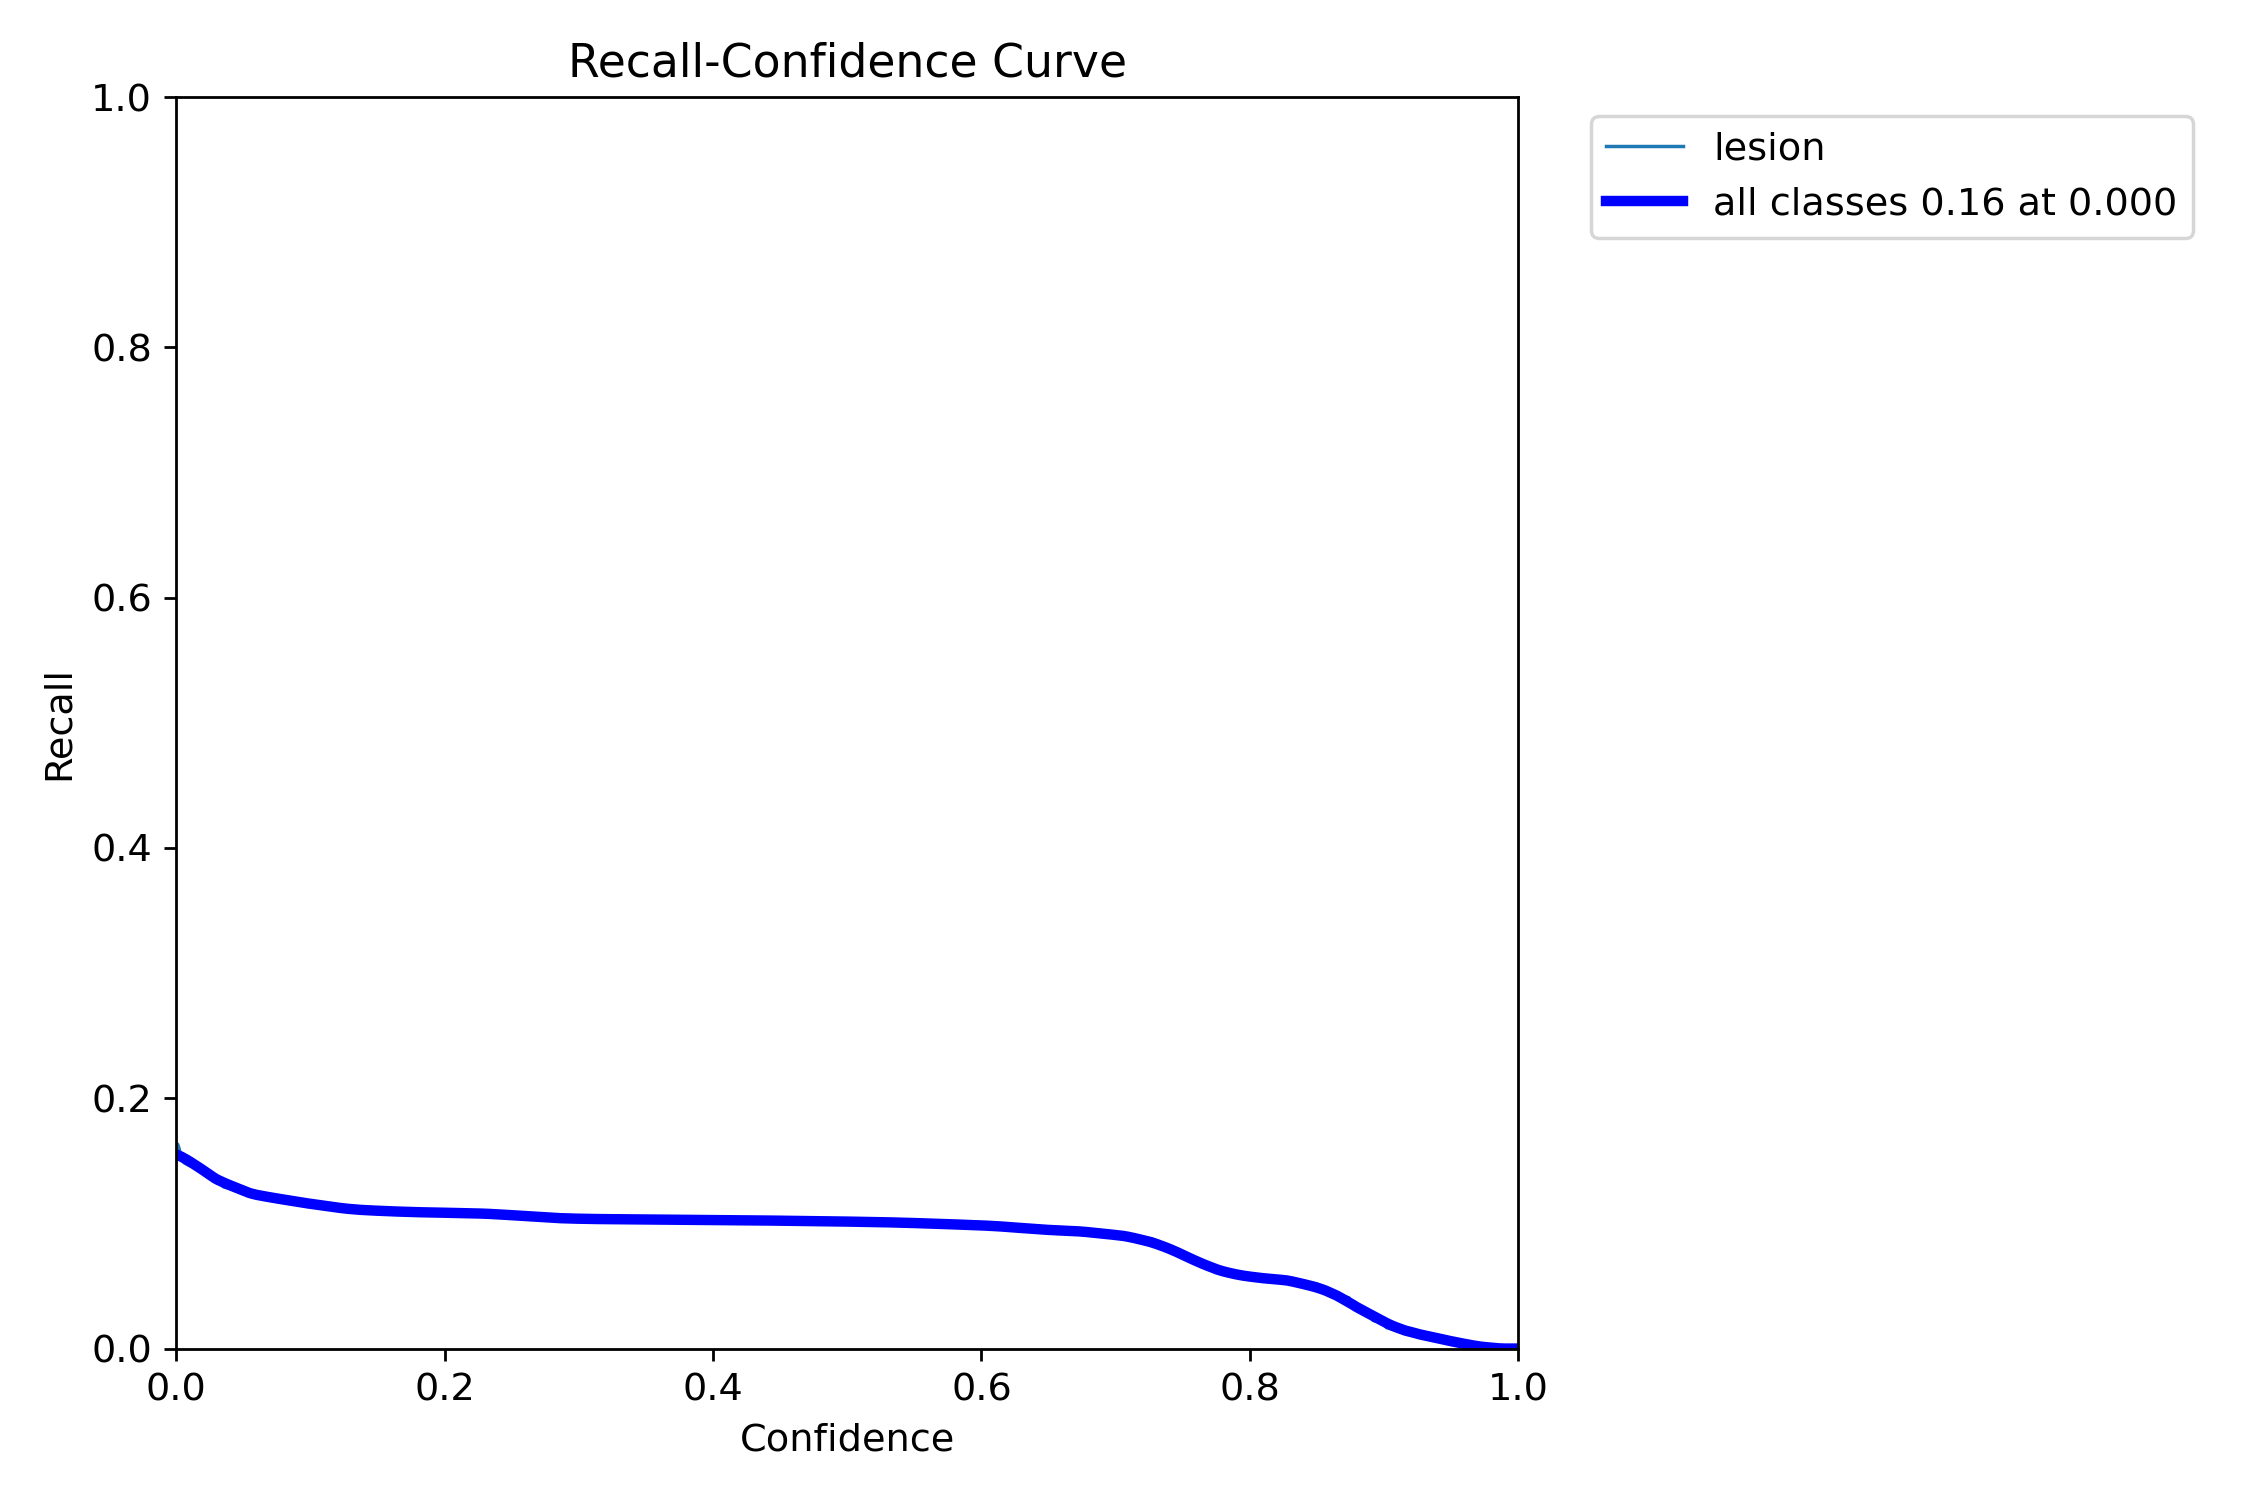 Recall-Confidence Curve
1.0
0.8
0.6
0.4
0.2
0.0
Recall
0.0 0.2 0.4 0.6 0.8 1.0
Confidence
lesion
all classes 0.16 at 0.000